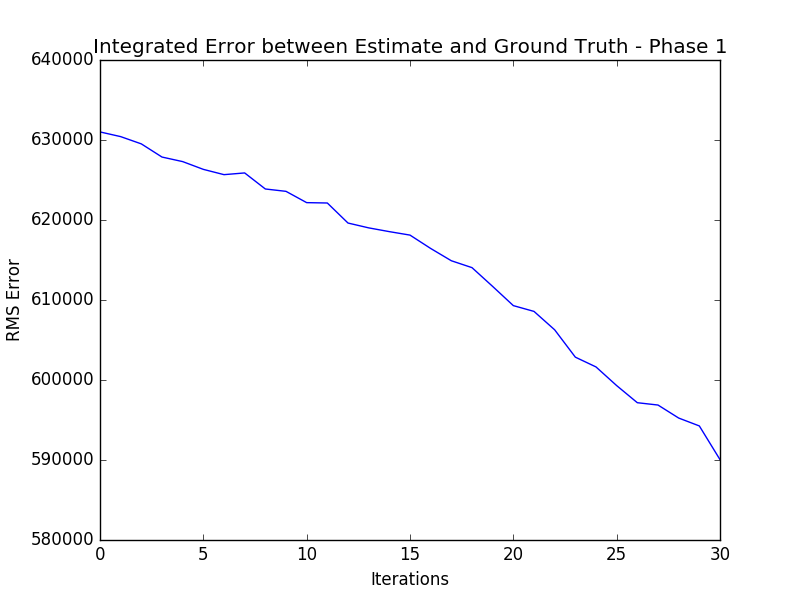 Integrated Error between Estimate and Ground Truth - Phase 1
640000
630000
620000
610000
600000
590000
580000
RMS Error
0 5 10 15 20 25 30
Iterations